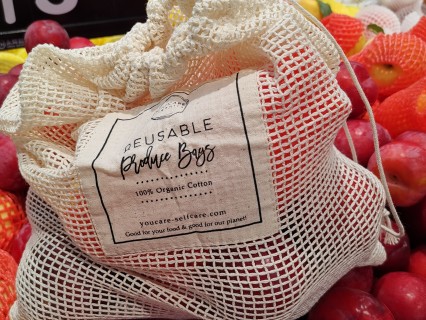 REUSABLE
Produce Bags
100% Organic Cotton
youcare-selfcare.com
Good for your food & good for our planet!